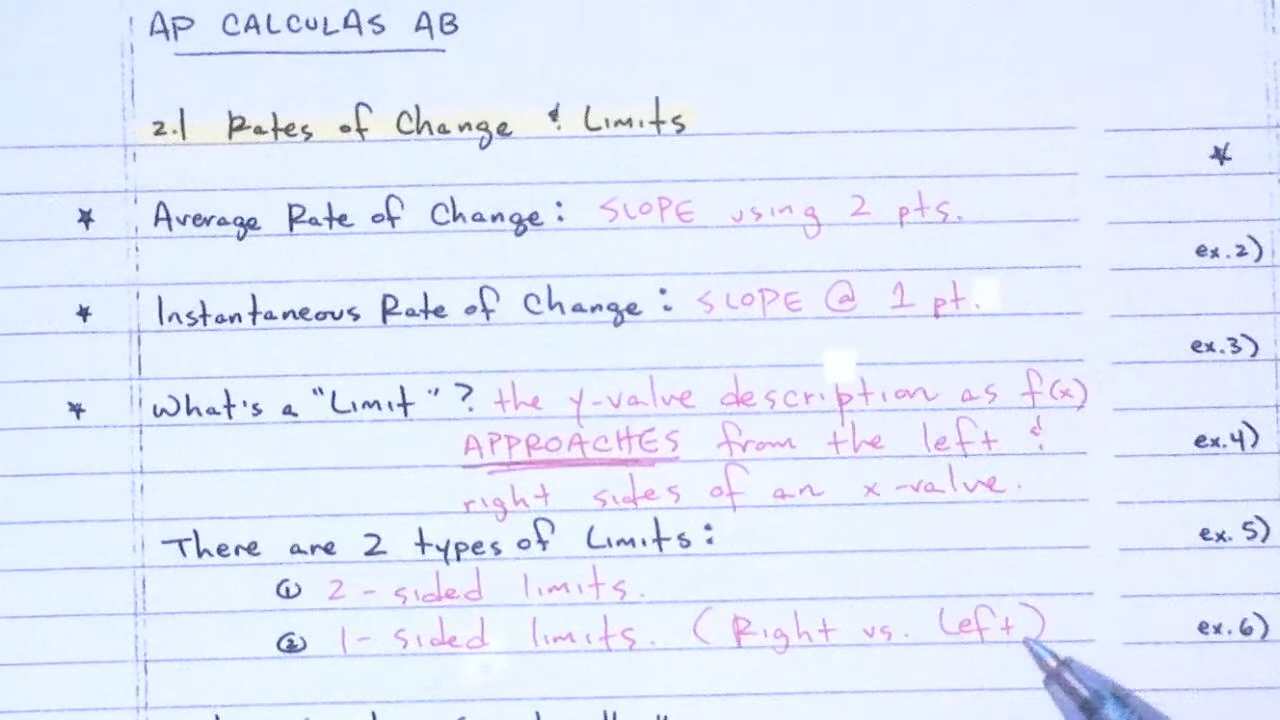 AP CALCULAS AB
2.1 Rates of Change & Limits
* Average Rate of Change: SLOPE using 2 pts.
* Instantaneous Rate of Change: SLOPE @ 1 pt.
* What's a "Limit"? the y-value description as f(x)
APPROACHES from the left &
right sides of an x-value.
There are 2 types of Limits:
① 2-sided limits.
② 1-sided limits. (Right vs. Left)
*
ex.2)
ex.3)
ex.4)
ex.5)
ex.6)